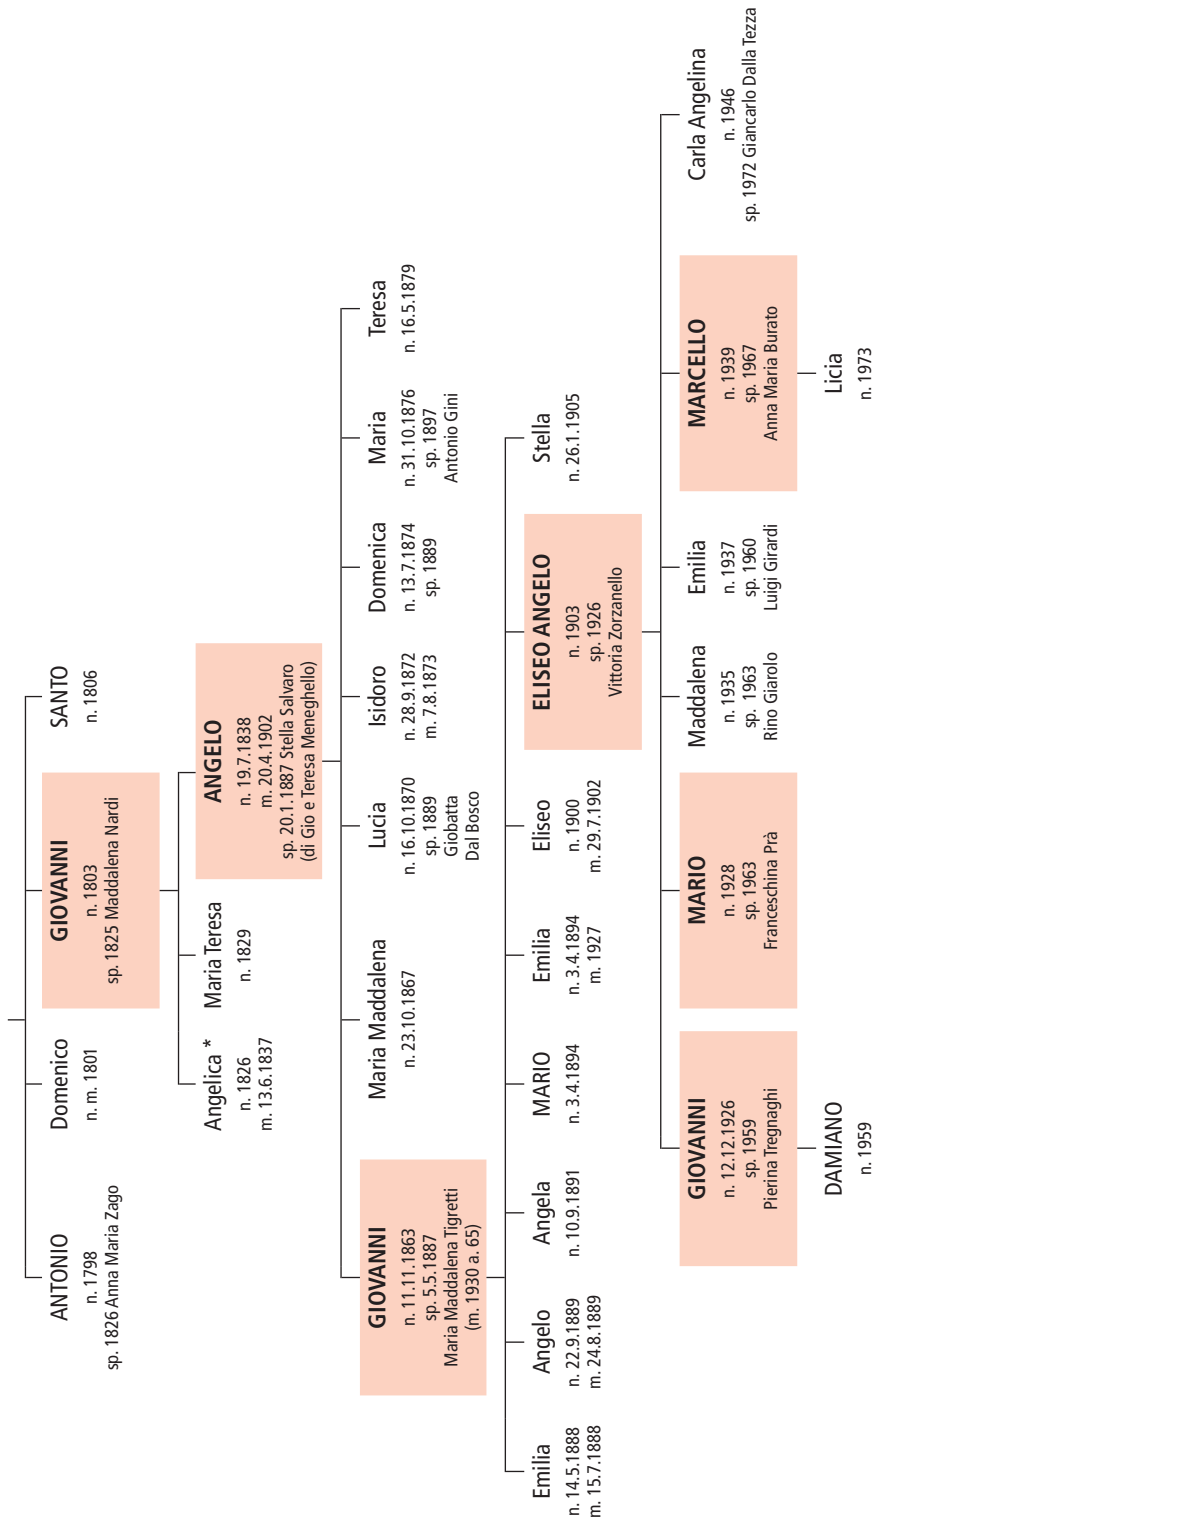 ANTONIO
n. 1798
sp. 1826 Anna Maria Zago
Domenico
n. m. 1801
GIOVANNI
n. 1803
sp. 1825 Maddalena Nardi
SANTO
n. 1806
Angelica *
n. 1826
m. 13.6.1837
Maria Teresa
n. 1829
ANGELO
n. 19.7.1838
m. 20.4.1902
sp. 20.1.1887 Stella Salvaro
(di Gio e Teresa Meneghello)
GIOVANNI
n. 11.11.1863
sp. 5.5.1887
Maria Maddalena Tigretti
(m. 1930 a. 65)
Maria Maddalena
n. 23.10.1867
Lucia
n. 16.10.1870
sp. 1889
Giobatta
Dal Bosco
Isidoro
n. 28.9.1872
m. 7.8.1873
Domenica
n. 13.7.1874
sp. 1889
Maria
n. 31.10.1876
sp. 1897
Antonio Gini
Teresa
n. 16.5.1879
Emilia
n. 14.5.1888
m. 15.7.1888
Angelo
n. 22.9.1889
m. 24.8.1889
Angela
n. 10.9.1891
MARIO
n. 3.4.1894
Emilia
n. 3.4.1894
m. 1927
Eliseo
n. 1900
m. 29.7.1902
ELISEO ANGELO
n. 1903
sp. 1926
Vittoria Zorzanello
Stella
n. 26.1.1905
GIOVANNI
n. 12.12.1926
sp. 1959
Pierina Tregnaghi
MARIO
n. 1928
sp. 1963
Franceschina Prà
Maddalena
n. 1935
sp. 1963
Rino Giarolo
Emilia
n. 1937
sp. 1960
Luigi Girardi
MARCELLO
n. 1939
sp. 1967
Anna Maria Burato
Carla Angelina
n. 1946
sp. 1972 Giancarlo Dalla Tezza
DAMIANO
n. 1959
Licia
n. 1973